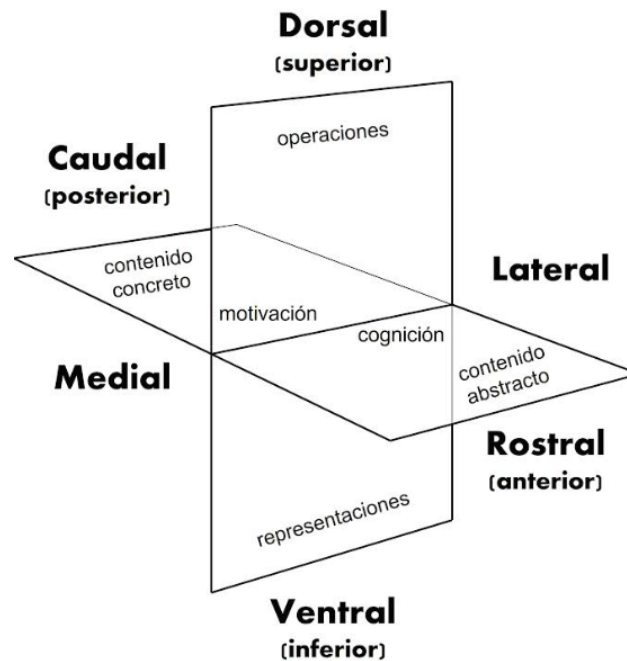 Dorsal
(superior)
operaciones
Caudal
(posterior)
contenido
concreto
Lateral
motivación
cognición
Medial
contenido
abstracto
Rostral
(anterior)
representaciones
Ventral
(inferior)